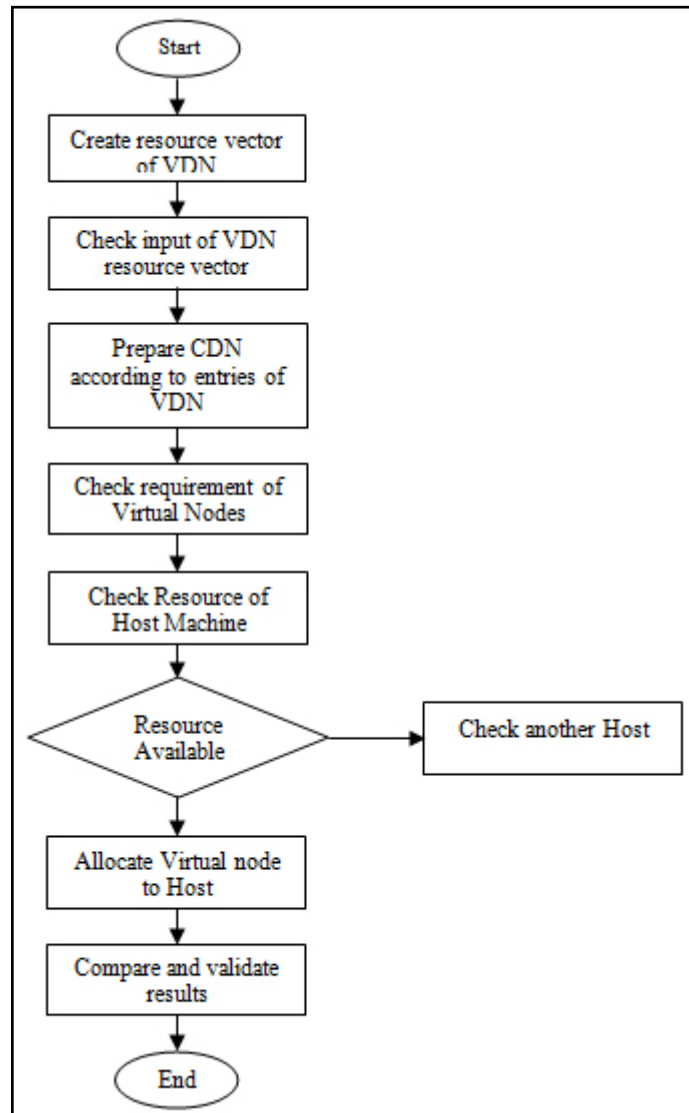 Start
Create resource vector
of VDN
Check input of VDN
resource vector
Prepare CDN
according to entries of
VDN
Check requirement of
Virtual Nodes
Check Resource of
Host Machine
Resource
Available
Check another Host
Allocate Virtual node
to Host
Compare and validate
results
End